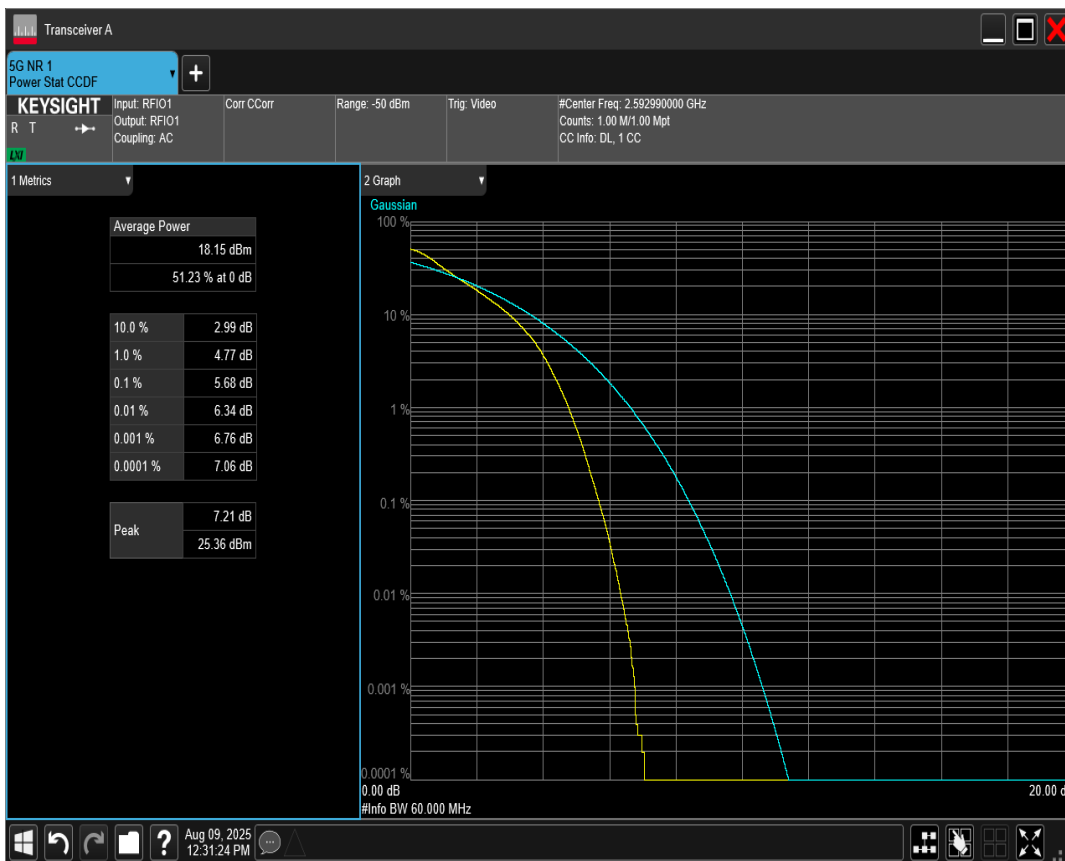 Transceiver A
5G NR 1
Power Stat CCDF
KEYSIGHT
R T
LXI
Input: RFIO1
Output: RFIO1
Coupling: AC
Corr CCorr
Range: -50 dBm
Trig: Video
#Center Freq: 2.592990000 GHz
Counts: 1.00 M/1.00 Mpt
CC Info: DL, 1 CC
1 Metrics
Average Power
18.15 dBm
51.23 % at 0 dB
10.0 % 2.99 dB
1.0 % 4.77 dB
0.1 % 5.68 dB
0.01 % 6.34 dB
0.001 % 6.76 dB
0.0001 % 7.06 dB
Peak
7.21 dB
25.36 dBm
2 Graph
Gaussian
100 %
10 %
1 %
0.1 %
0.01 %
0.001 %
0.0001 %
0.00 dB
20.00 d
#Info BW 60.000 MHz
?
Aug 09, 2025
12:31:24 PM